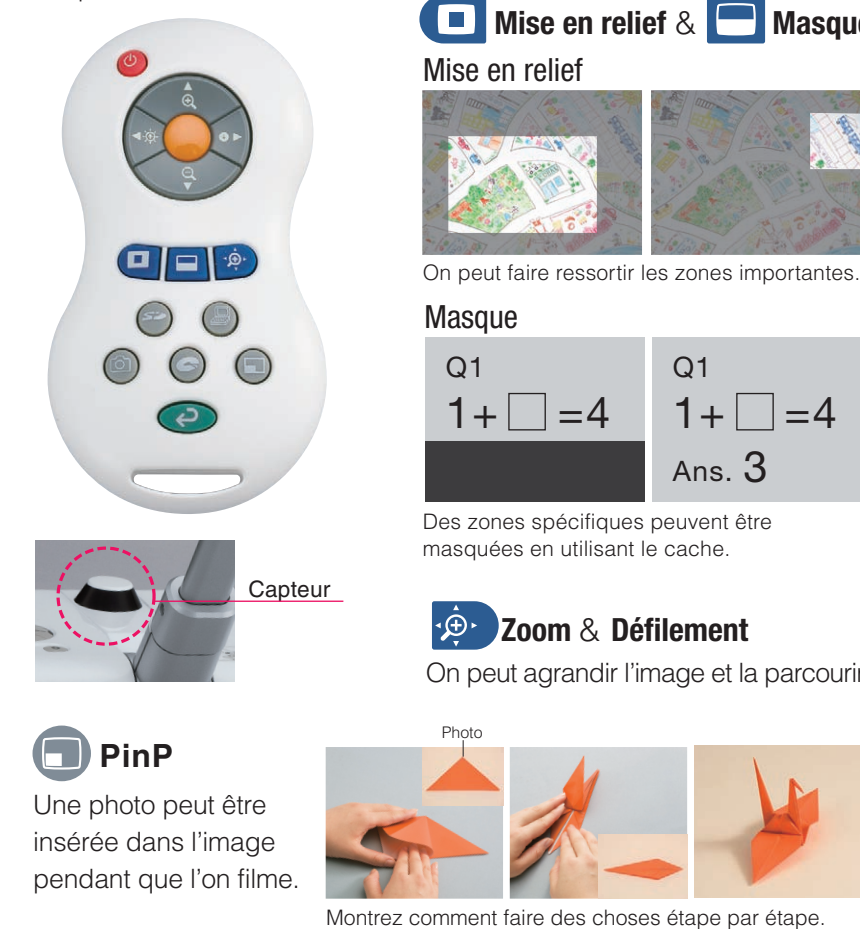 Mise en relief & Masque
Mise en relief
On peut faire ressortir les zones importantes.
Masque
Q1
1+ □ =4
Q1
1+ □ =4
Ans. 3
Des zones spécifiques peuvent être
masquées en utilisant le cache.
Capteur
Zoom & Défilement
On peut agrandir l'image et la parcourir
PinP
Une photo peut être
insérée dans l'image
pendant que l'on filme.
Photo
Montrez comment faire des choses étape par étape.